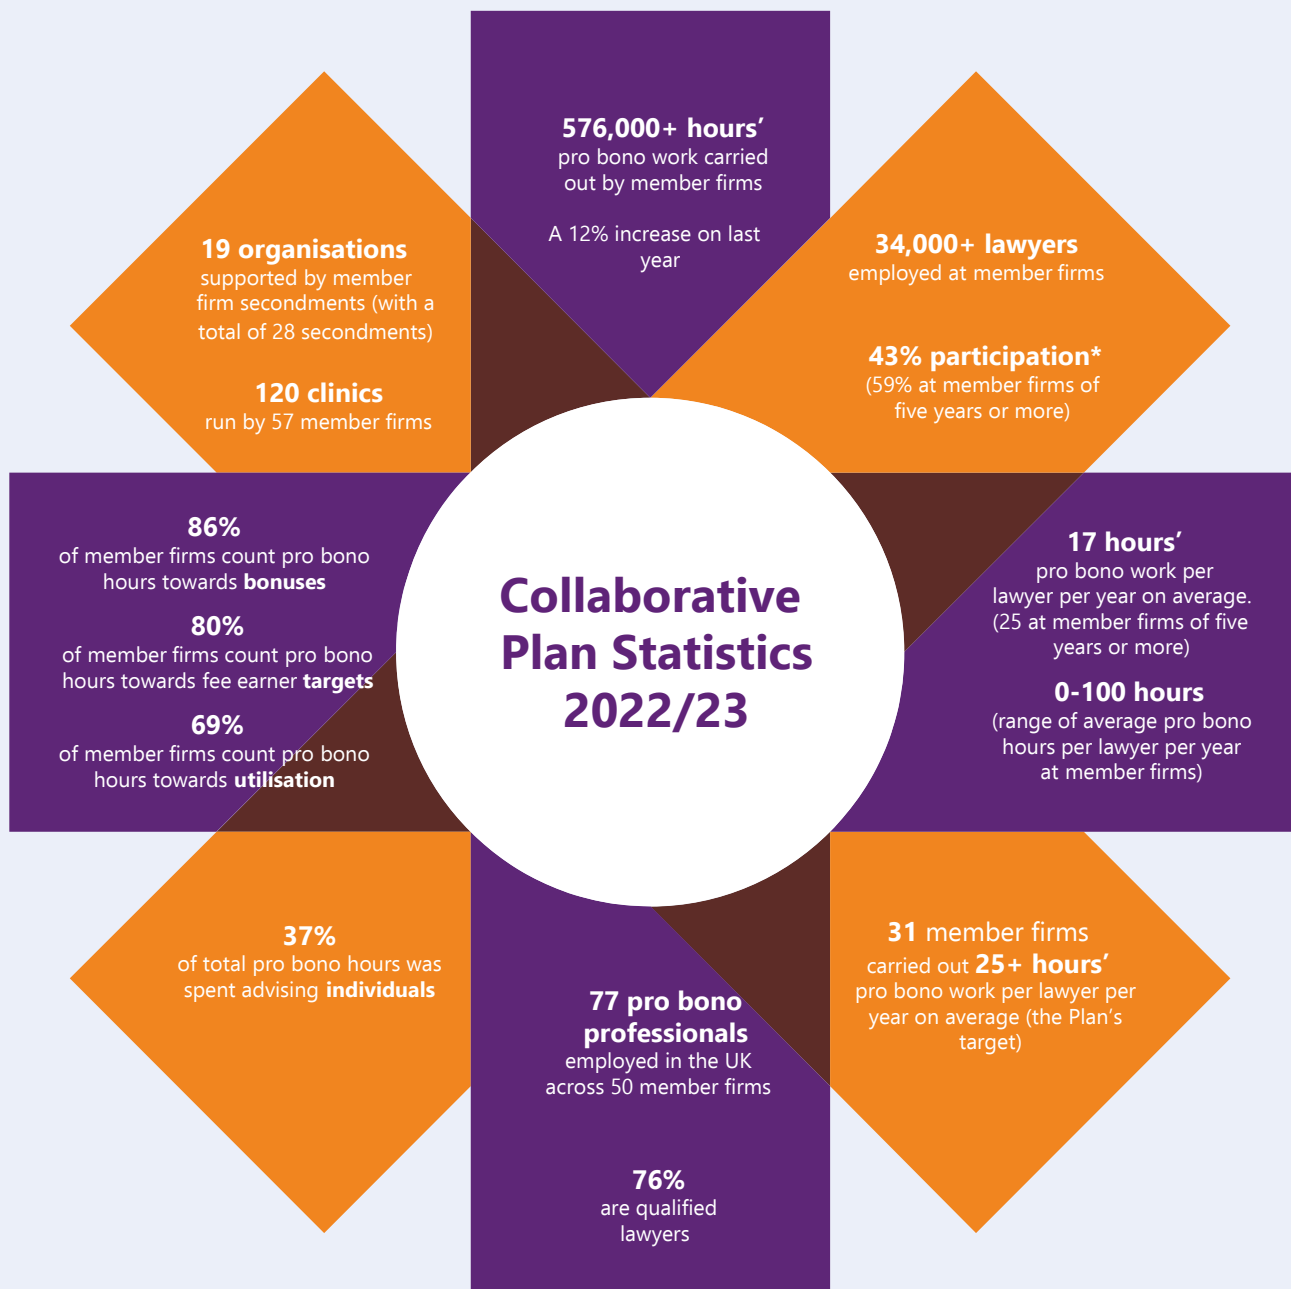 576,000+ hours’
pro bono work carried
out by member firms
A 12% increase on last
year
34,000+ lawyers
employed at member firms
43% participation*
(59% at member firms of
five years or more)
17 hours’
pro bono work per
lawyer per year on average.
(25 at member firms of five
years or more)
0-100 hours
(range of average pro bono
hours per lawyer per year
at member firms)
31 member firms
carried out 25+ hours’
pro bono work per lawyer per
year on average (the Plan’s
target)
77 pro bono
professionals
employed in the UK
across 50 member firms
76%
are qualified
lawyers
37%
of total pro bono hours was
spent advising individuals
86%
of member firms count pro bono
hours towards bonuses
80%
of member firms count pro bono
hours towards fee earner targets
69%
of member firms count pro bono
hours towards utilisation
19 organisations
supported by member
firm secondments (with a
total of 28 secondments)
120 clinics
run by 57 member firms
Collaborative
Plan Statistics
2022/23